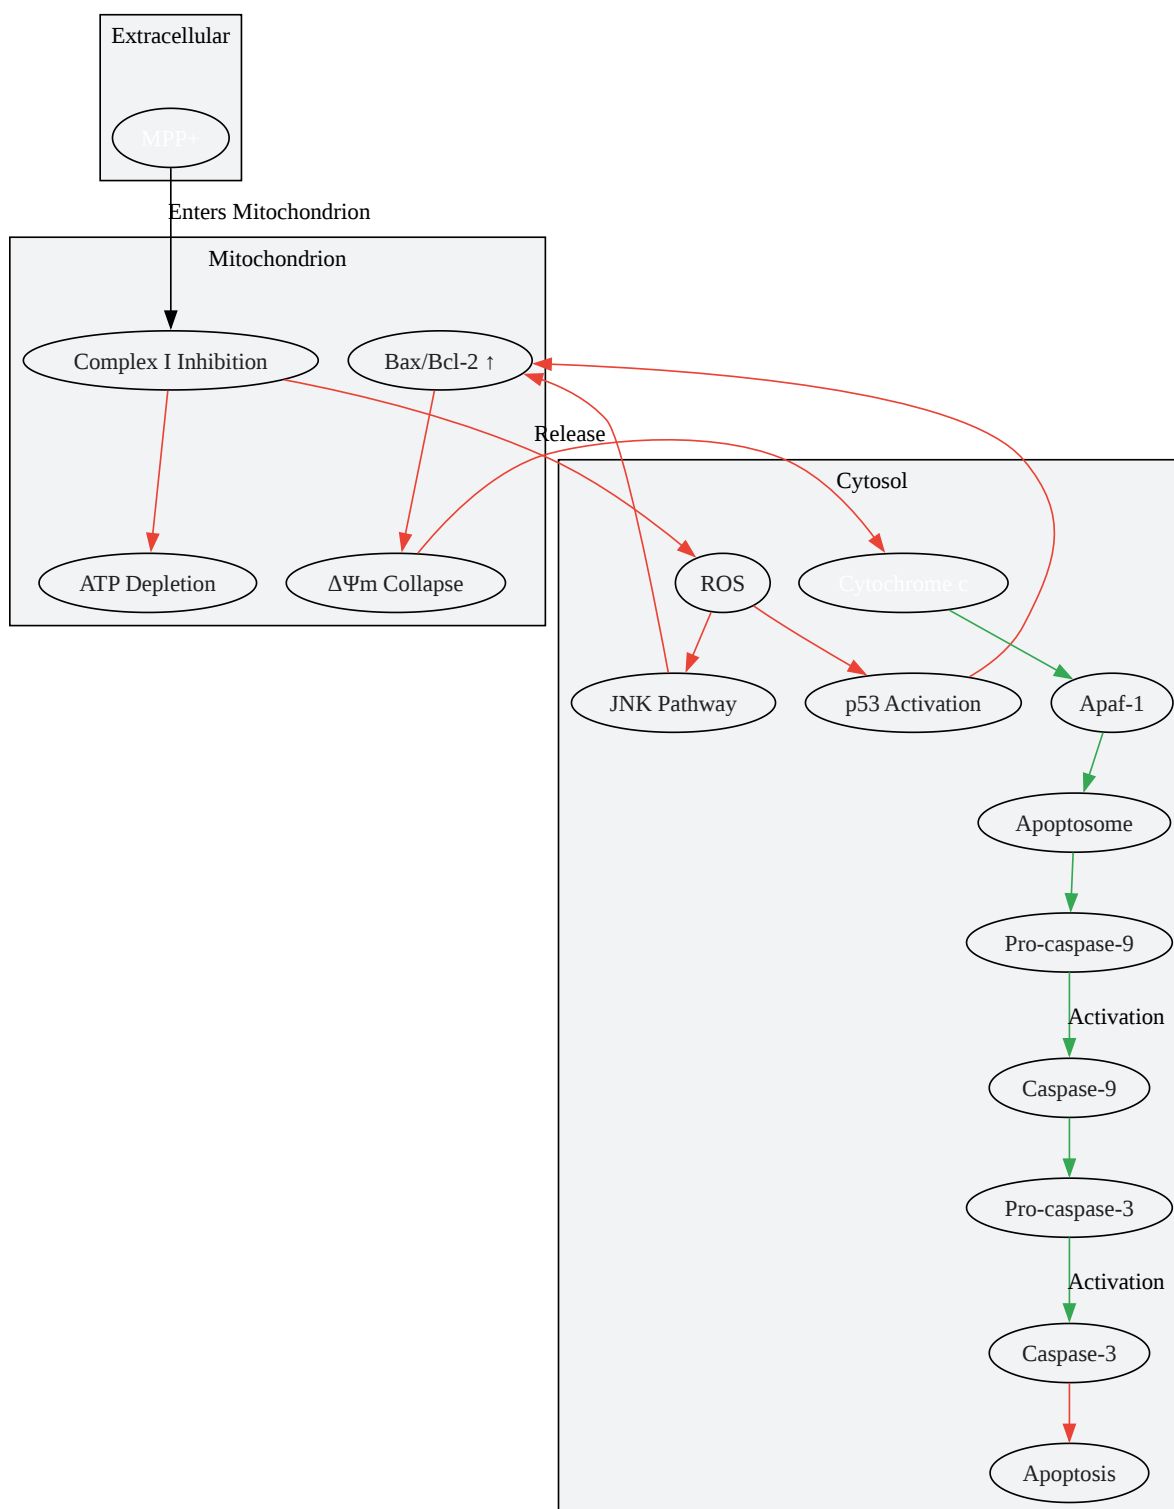 Extracellular
MPP+
Enters Mitochondrion
Mitochondrion
Complex I Inhibition
Bax/Bcl-2 ↑
Release
Cytosol
ATP Depletion
ΔΨm Collapse
ROS
Cytochrome c
JNK Pathway
p53 Activation
Apaf-1
Apoptosome
Pro-caspase-9
Activation
Caspase-9
Pro-caspase-3
Activation
Caspase-3
Apoptosis